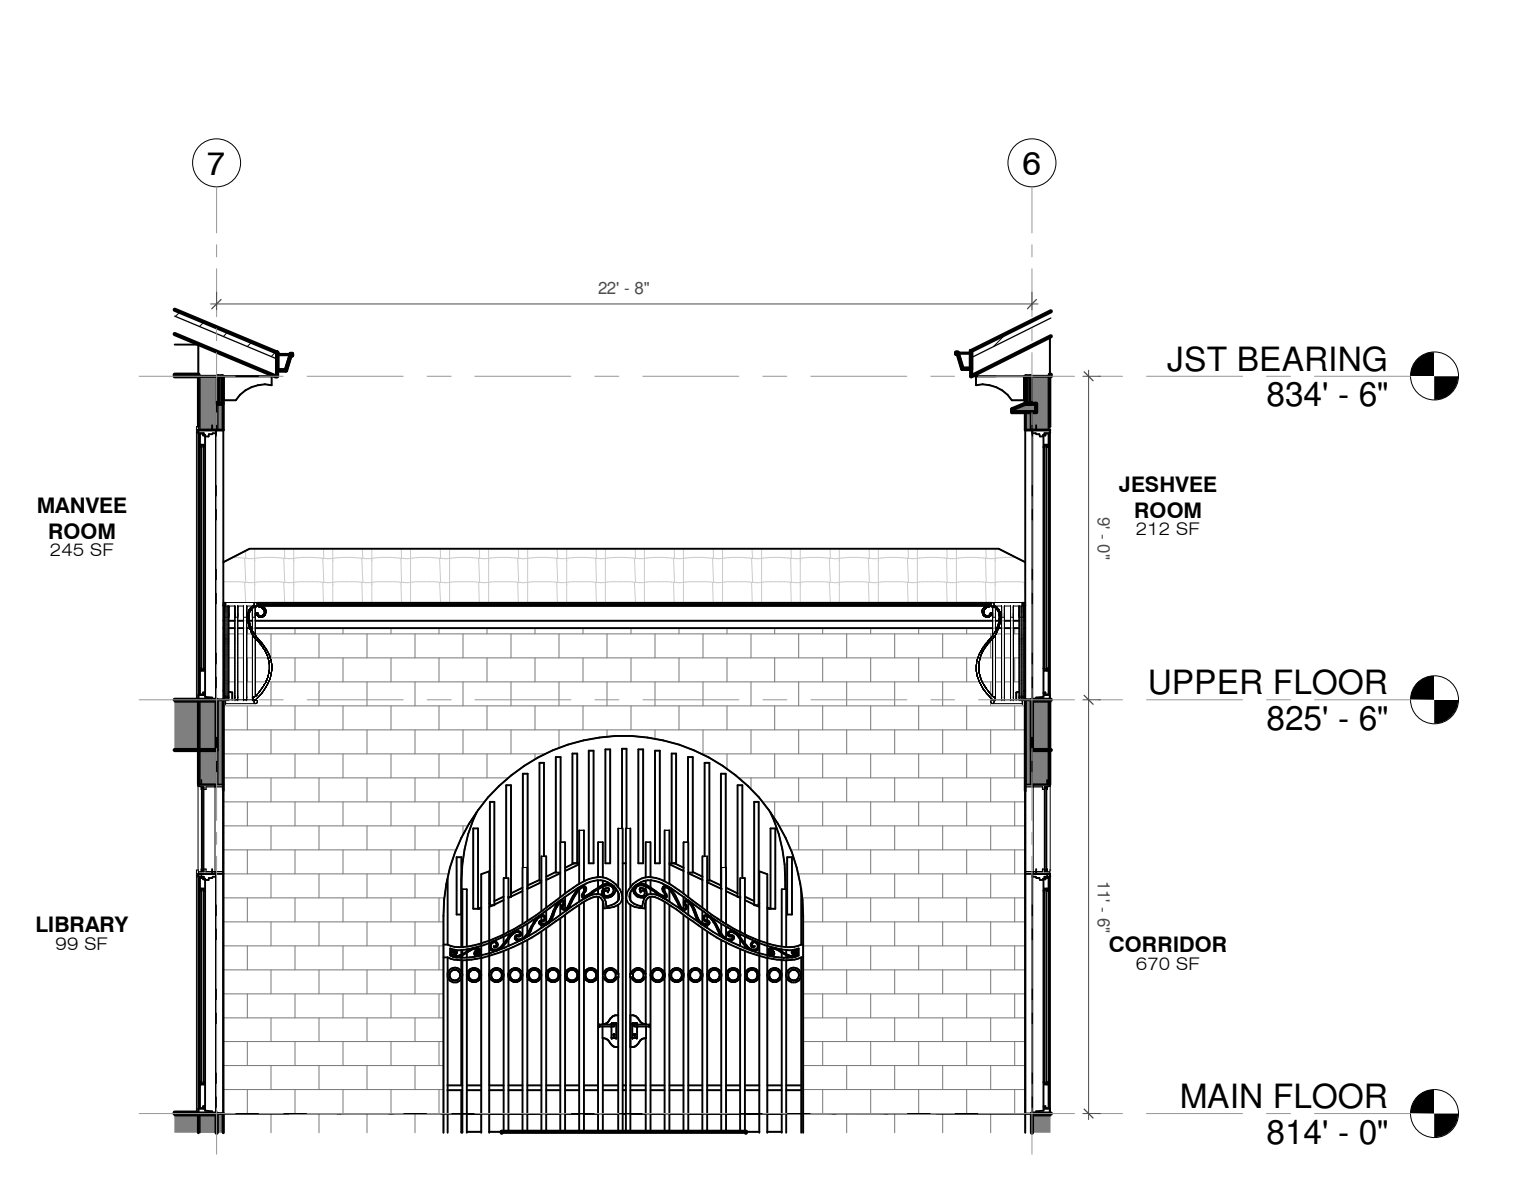 7
6
22' - 8"
JST BEARING
834' - 6"
MANVEE
ROOM
245 SF
JESHVEE
ROOM
212 SF
9' - 0"
UPPER FLOOR
825' - 6"
11' - 6"
LIBRARY
99 SF
CORRIDOR
670 SF
MAIN FLOOR
814' - 0"